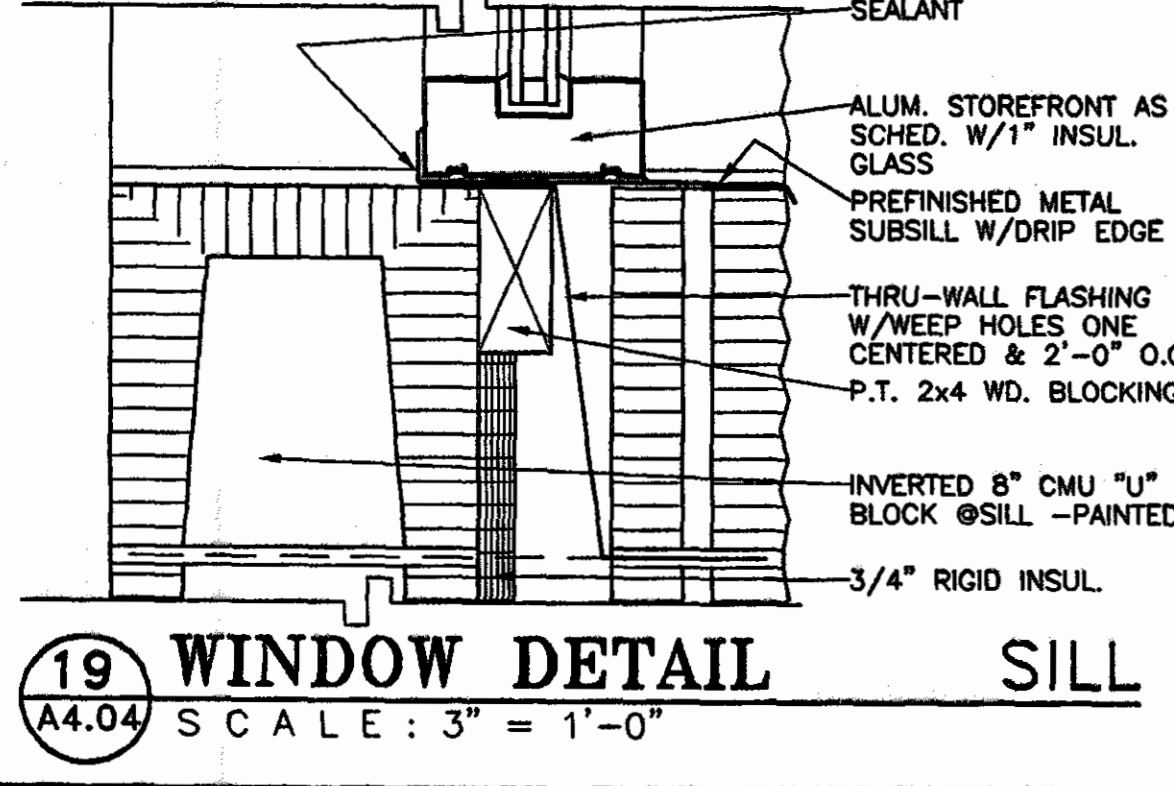 SEALANT
ALUM. STOREFRONT AS
SCHED. W/1" INSUL.
GLASS
PREFINISHED METAL
SUBSILL W/DRIP EDGE
THRU-WALL FLASHING
W/WEEP HOLES ONE
CENTERED & 2'-0" O.C
P.T. 2x4 WD. BLOCKING
INVERTED 8" CMU "U"
BLOCK @SILL -PAINTED
3/4" RIGID INSUL.
19 WINDOW DETAIL SILL
A4.04 SCALE: 3" = 1'-0"